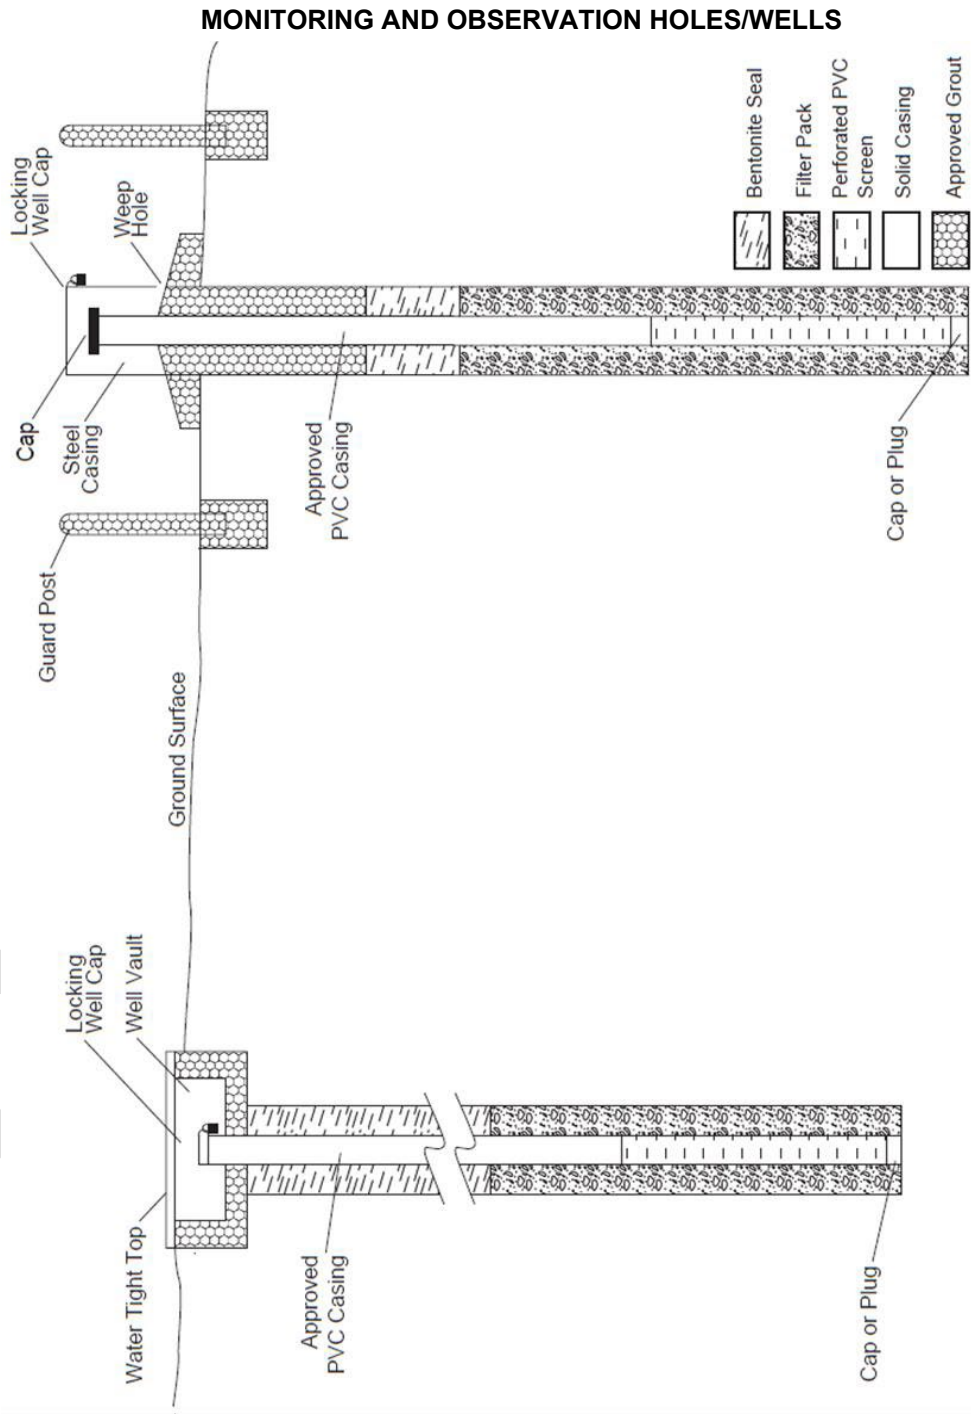 MONITORING AND OBSERVATION HOLES/WELLS
Water Tight Top
Locking
Well Cap
Well Vault
Approved
PVC Casing
Cap or Plug
Ground Surface
Guard Post
Cap
Steel
Casing
Locking
Well Cap
Weep
Hole
Approved
PVC Casing
Cap or Plug
Bentonite Seal
Filter Pack
Perforated PVC
Screen
Solid Casing
Approved Grout